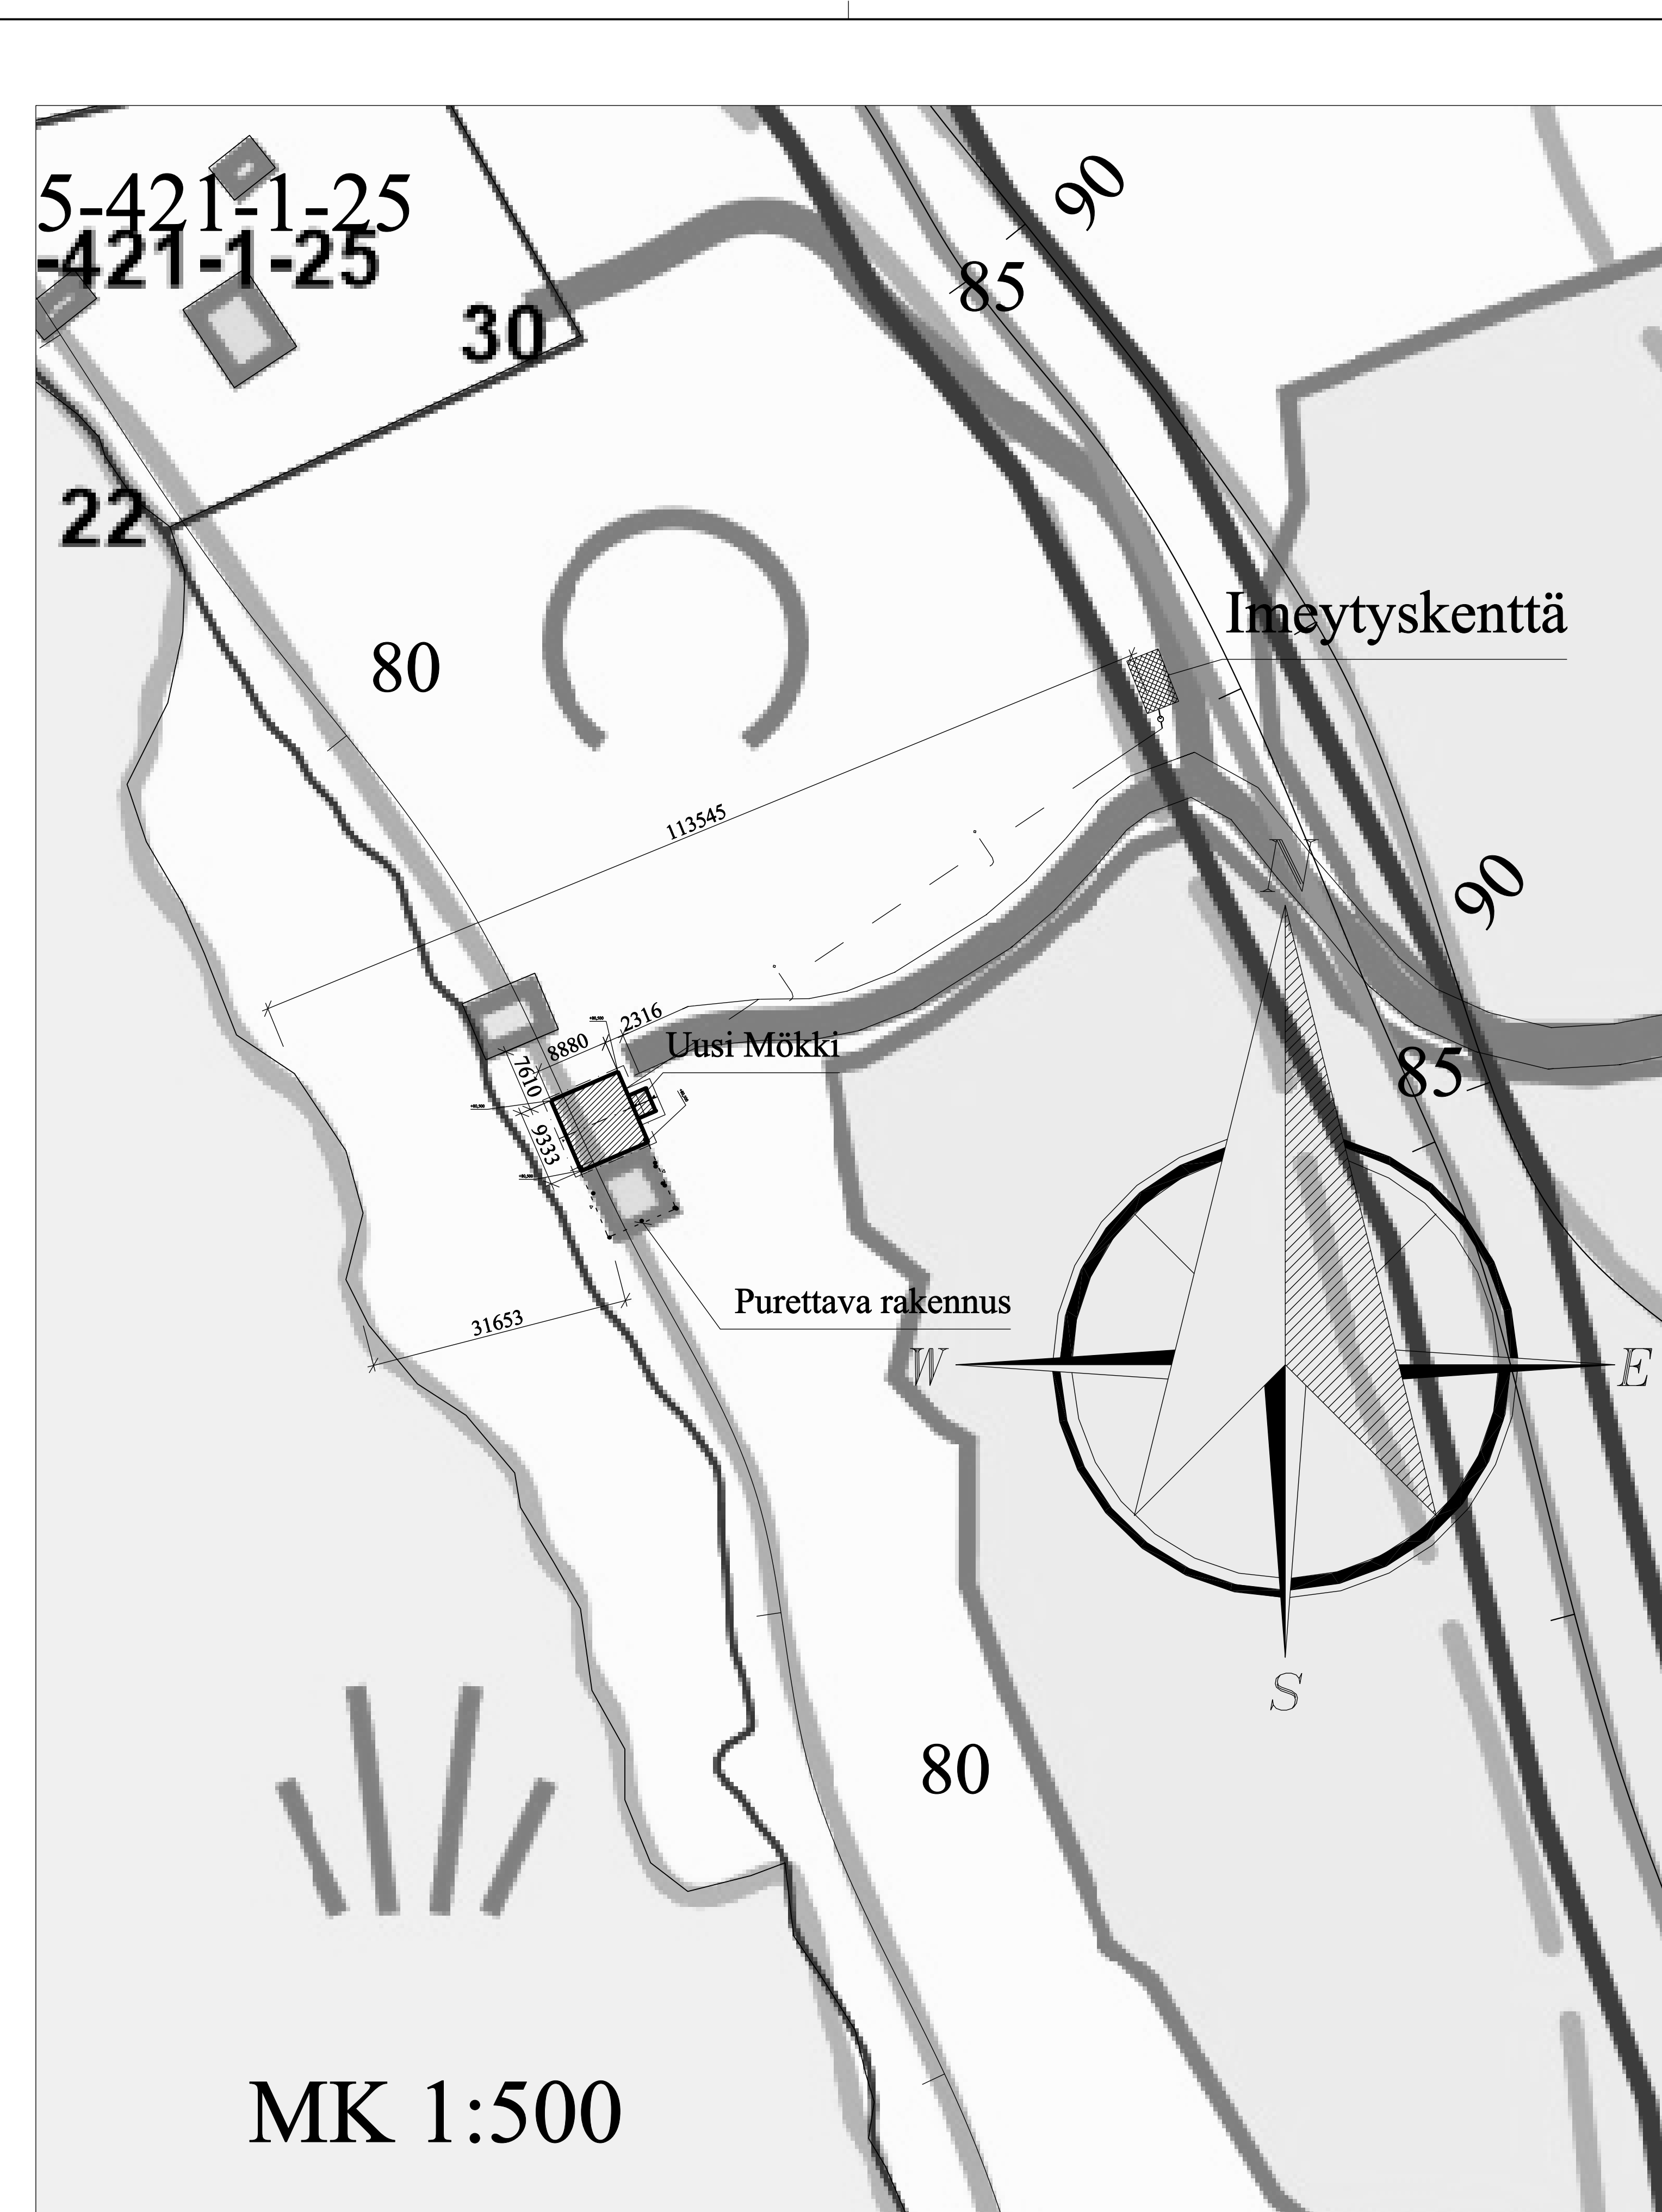 90
5-421-1-25
-421-1-25
85
30
22
Imeytyskenttä
80
113545
N
90
2316
Uusi Mökki
8880
7610
85
9333
Purettava rakennus
31653
W
E
S
80
MK 1:500